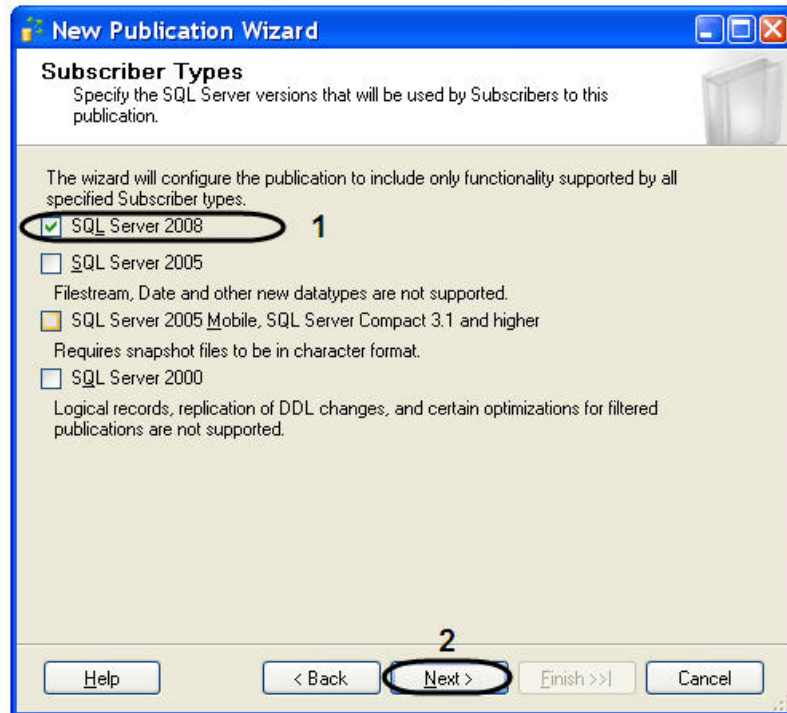 New Publication Wizard
Subscriber Types
Specify the SQL Server versions that will be used by Subscribers to this
publication.
The wizard will configure the publication to include only functionality supported by all
specified Subscriber types.
SQL Server 2008 1
SQL Server 2005
Filestream, Date and other new datatypes are not supported.
SQL Server 2005 Mobile, SQL Server Compact 3.1 and higher
Requires snapshot files to be in character format.
SQL Server 2000
Logical records, replication of DDL changes, and certain optimizations for filtered
publications are not supported.
2
Help < Back Next > Finish >>| Cancel